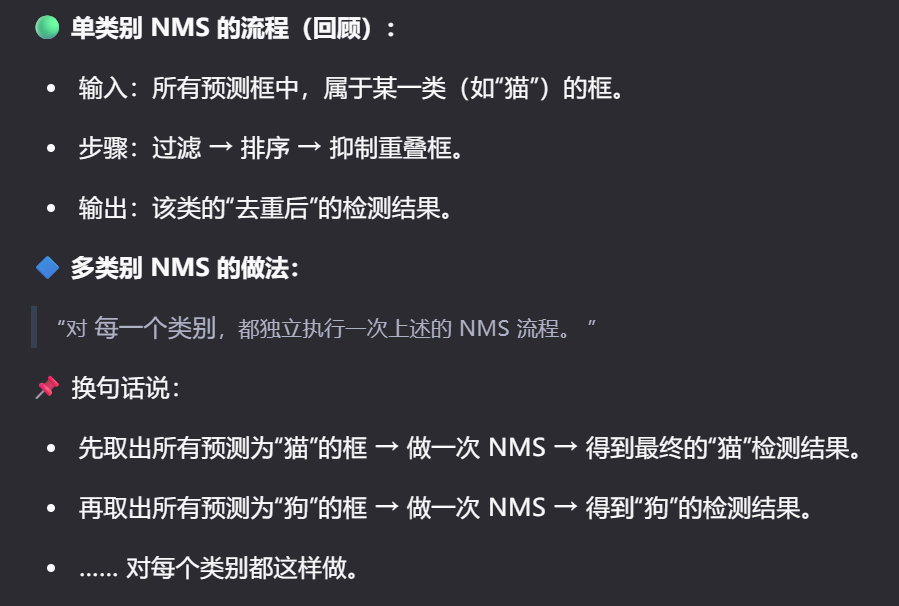 🟢 单类别 NMS 的流程（回顾）：
• 输入：所有预测框中，属于某一类（如“猫”）的框。
• 步骤：过滤 → 排序 → 抑制重叠框。
• 输出：该类的“去重后”的检测结果。
🔷 多类别 NMS 的做法：
“对 每一个类别，都独立执行一次上述的 NMS 流程。 ”
📌 换句话说：
• 先取出所有预测为“猫”的框 → 做一次 NMS → 得到最终的“猫”检测结果。
• 再取出所有预测为“狗”的框 → 做一次 NMS → 得到“狗”的检测结果。
• …… 对每个类别都这样做。